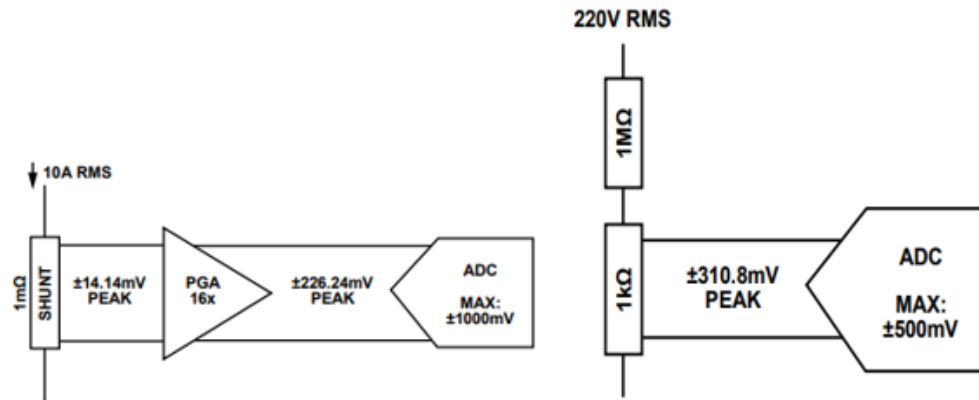 10A RMS
1mΩ
SHUNT
±14.14mV
PEAK
PGA
16x
±226.24mV
PEAK
ADC
MAX:
±1000mV
220V RMS
1MΩ
1kΩ
±310.8mV
PEAK
ADC
MAX:
±500mV